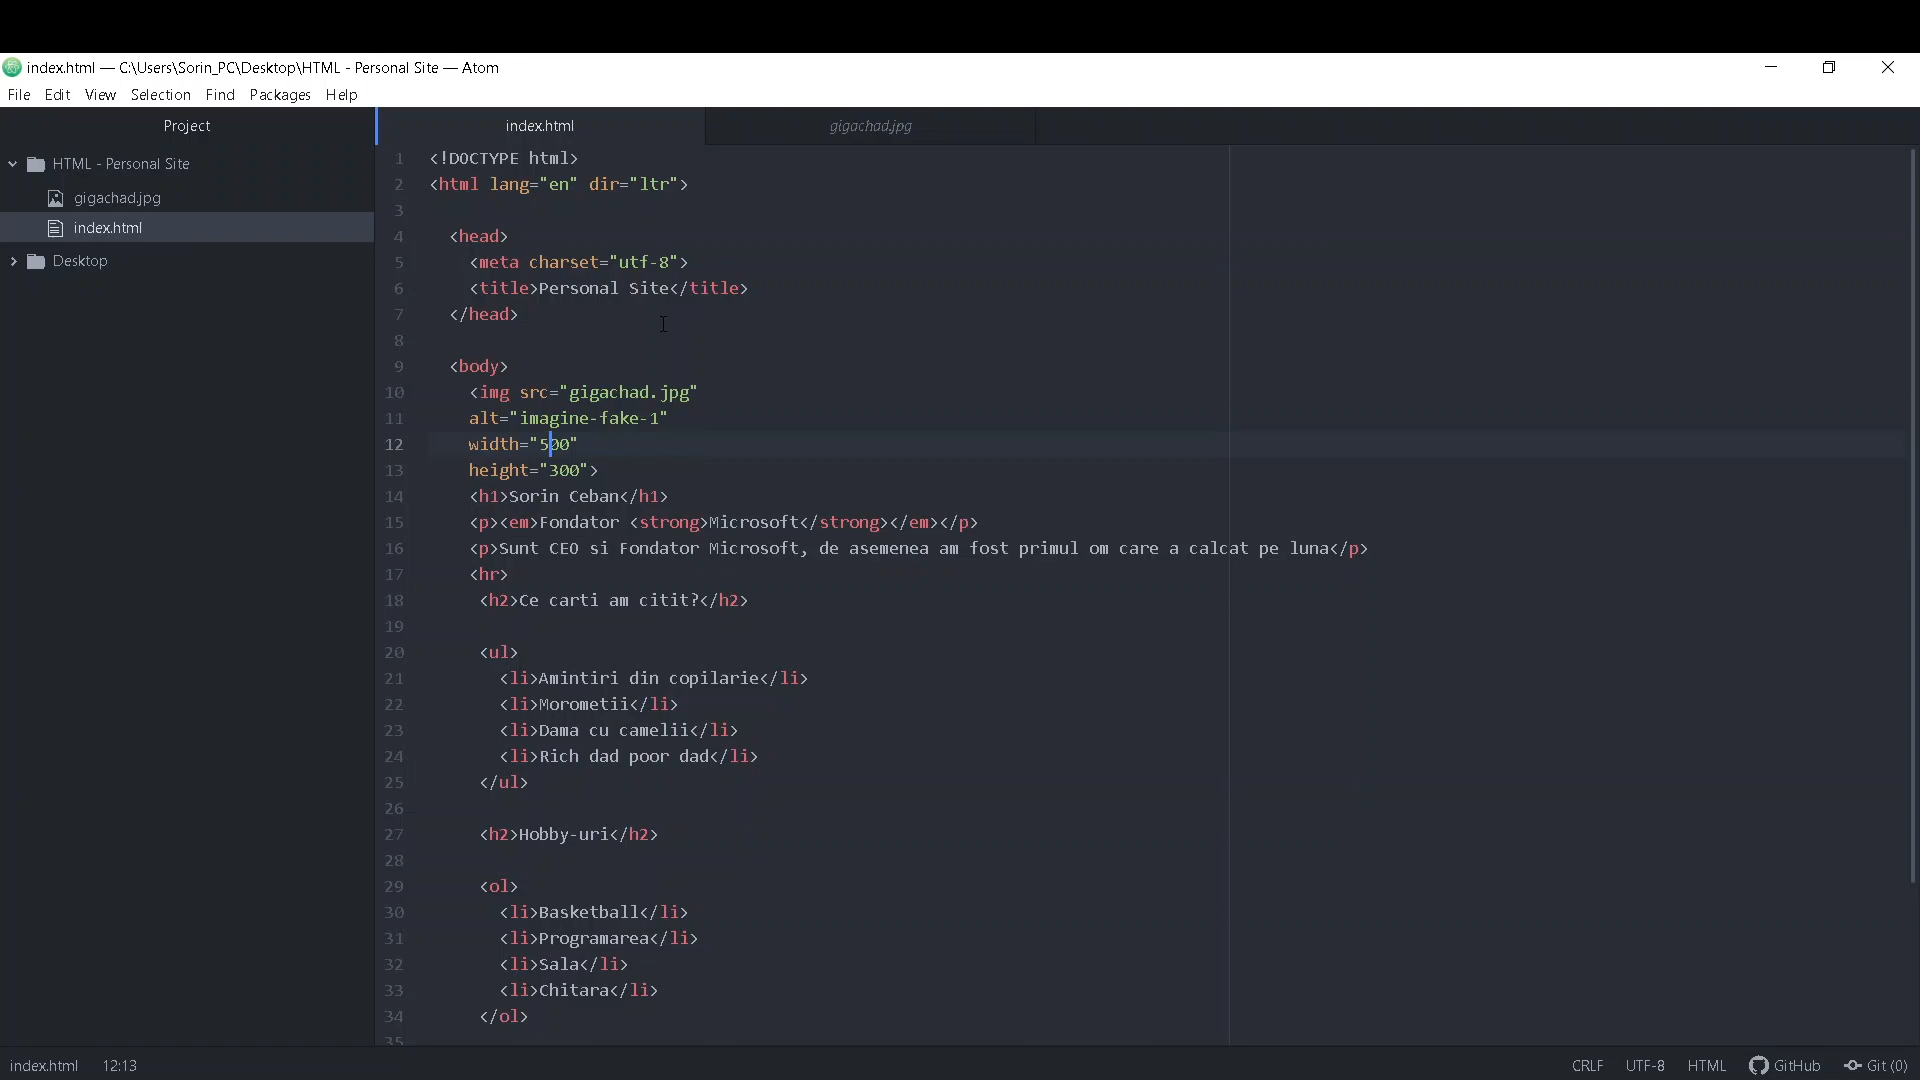 index.html — C:\Users\Sorin_PC\Desktop\HTML - Personal Site — Atom
File Edit View Selection Find Packages Help
Project
HTML - Personal Site
gigachad.jpg
index.html
Desktop
index.html gigachad.jpg
1 <!DOCTYPE html>
2 <html lang="en" dir="ltr">
3
4 <head>
5 <meta charset="utf-8">
6 <title>Personal Site</title>
7 </head>
8
9 <body>
10 <img src="gigachad.jpg"
11 alt="imagine-fake-1"
12 width="500"
13 height="300">
14 <h1>Sorin Ceban</h1>
15 <p><em>Fondator <strong>Microsoft</strong></em></p>
16 <p>Sunt CEO si Fondator Microsoft, de asemenea am fost primul om care a calcat pe luna</p>
17 <hr>
18 <h2>Ce carti am citit?</h2>
19
20 <ul>
21 <li>Amintiri din copilarie</li>
22 <li>Morometii</li>
23 <li>Dama cu camelii</li>
24 <li>Rich dad poor dad</li>
25 </ul>
26
27 <h2>Hobby-uri</h2>
28
29 <ol>
30 <li>Basketball</li>
31 <li>Programarea</li>
32 <li>Sala</li>
33 <li>Chitara</li>
34 </ol>
35
index.html 12:13 CRLF UTF-8 HTML GitHub Git (0)